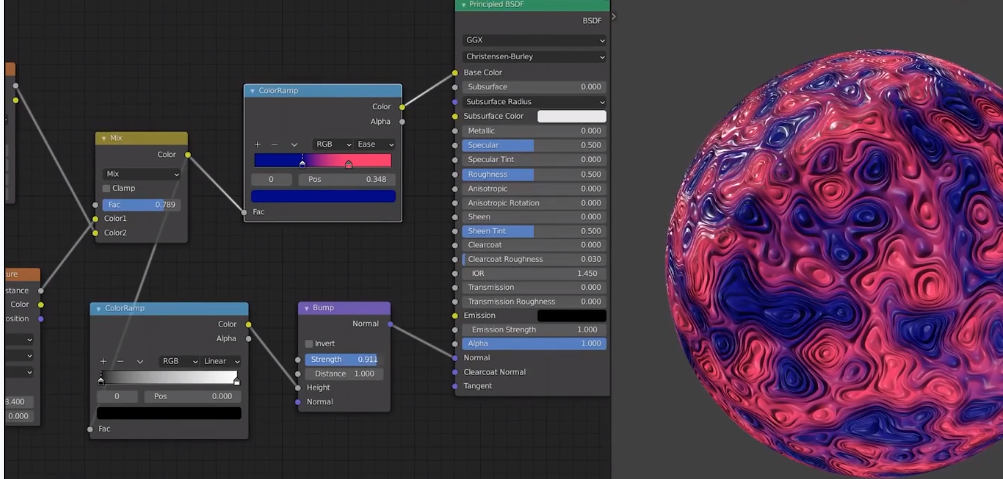 Mix
Color
Mix
Clamp
Fac 0.789
Color1
Color2
ture
stance
Color
osition
3.400
0.000
ColorRamp
Color
Alpha
RGB Ease
0 Pos 0.348
Fac
ColorRamp
Color
Alpha
RGB Linear
0 Pos 0.000
Fac
Bump
Normal
Invert
Strength 0.911
Distance 1.000
Height
Normal
Principled BSDF
BSDF
GGX
Christensen-Burley
Base Color
Subsurface 0.000
Subsurface Radius
Subsurface Color
Metallic 0.000
Specular 0.500
Specular Tint 0.000
Roughness 0.500
Anisotropic 0.000
Anisotropic Rotation 0.000
Sheen 0.000
Sheen Tint 0.500
Clearcoat 0.000
Clearcoat Roughness 0.030
IOR 1.450
Transmission 0.000
Transmission Roughness 0.000
Emission
Emission Strength 1.000
Alpha 1.000
Normal
Clearcoat Normal
Tangent